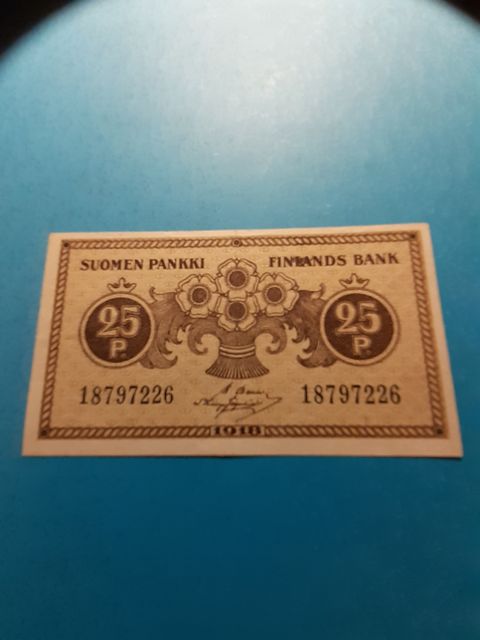 SUOMEN PANKKI FINLANDS BANK
25 P. 25 P.
18797226 18797226
1918